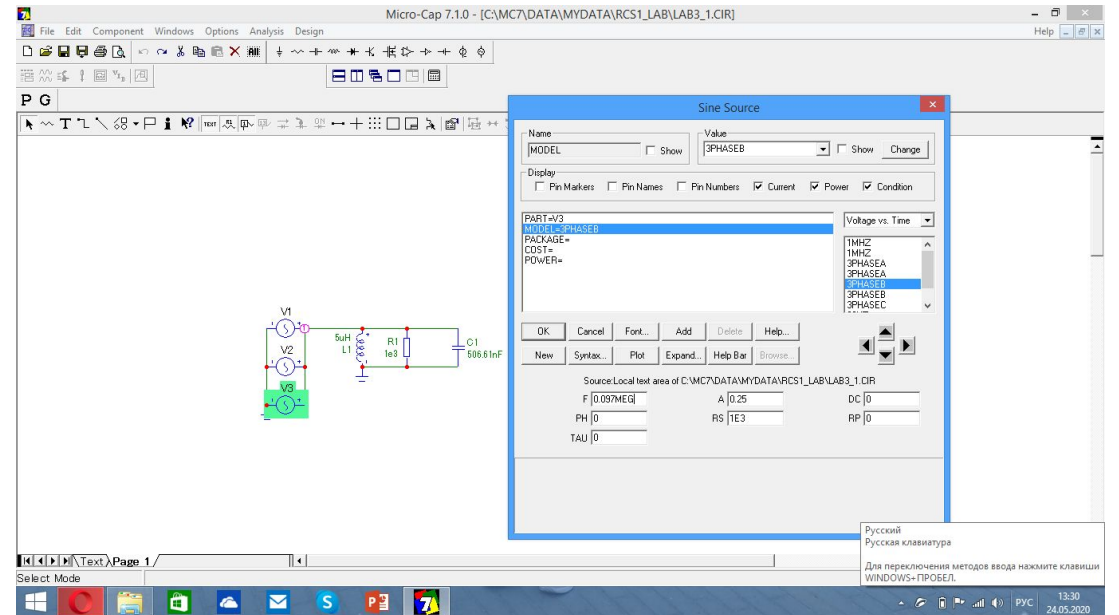 Micro-Cap 7.1.0 - [C:\MC7\DATA\MYDATA\RCS1_LAB\LAB3_1.CIR]
File Edit Component Windows Options Analysis Design Help
P G
TEXT
Sine Source
Name
MODEL
Show
Value
3PHASEB
Show
Change
Display
Pin Markers Pin Names Pin Numbers Current Power Condition
PART=V3
MODEL=3PHASEB
PACKAGE=
COST=
POWER=
Voltage vs. Time
1MHZ
1MHZ
3PHASEA
3PHASEA
3PHASEB
3PHASEB
3PHASEC
OK Cancel Font... Add Delete Help...
New Syntax... Plot Expand... Help Bar Browse...
Source:Local text area of C:\MC7\DATA\MYDATA\RCS1_LAB\LAB3_1.CIR
F 0.097MEG A 0.25 DC 0
PH 0 RS 1E3 RP 0
TAU 0
V1
V2
V3
5uH
L1
R1
1e3
C1
506.61nF
Text Page 1
Select Mode
Русский
Русская клавиатура
Для переключения методов ввода нажмите клавиши
WINDOWS+ПРОБЕЛ.
РУС
13:30
24.05.2020